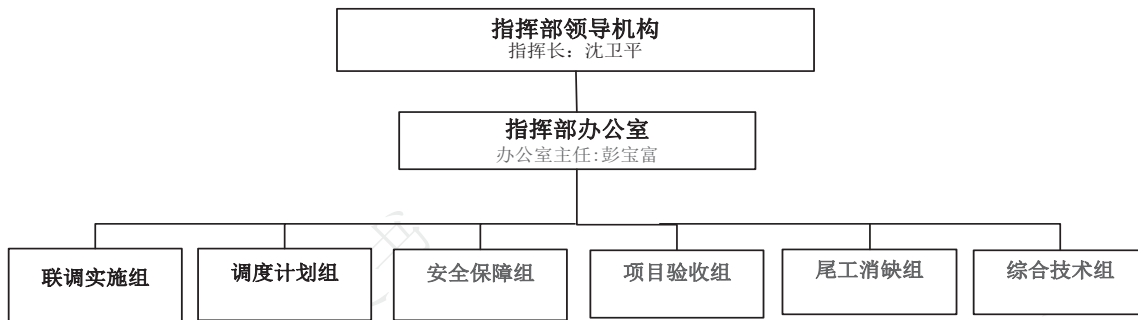 指挥部领导机构
指挥长：沈卫平
指挥部办公室
办公室主任:彭宝富
联调实施组
调度计划组
安全保障组
项目验收组
尾工消缺组
综合技术组